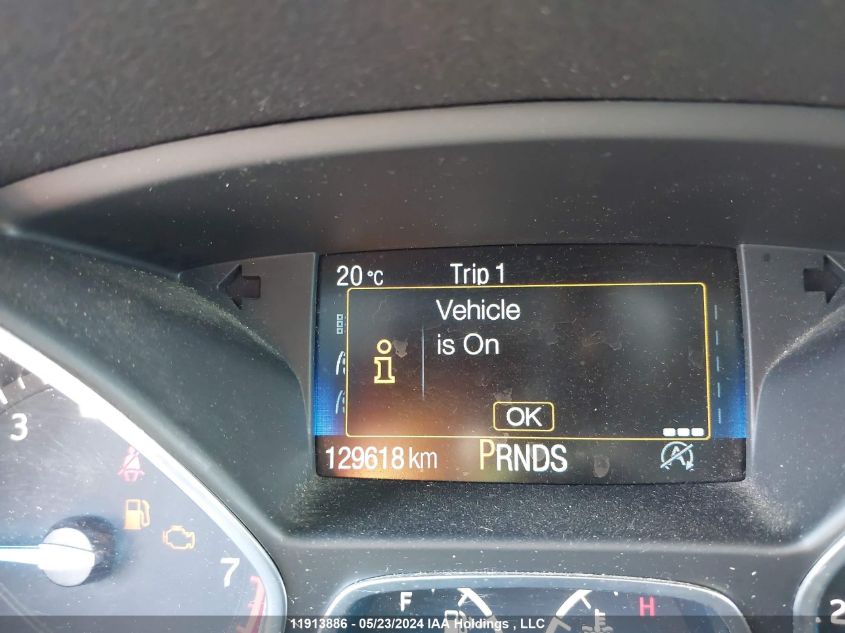 20 °C Trip 1
Vehicle
is On
OK
129618 km PRNDS
3
7
F H
2
11913886 - 05/23/2024 IAA Holdings , LLC